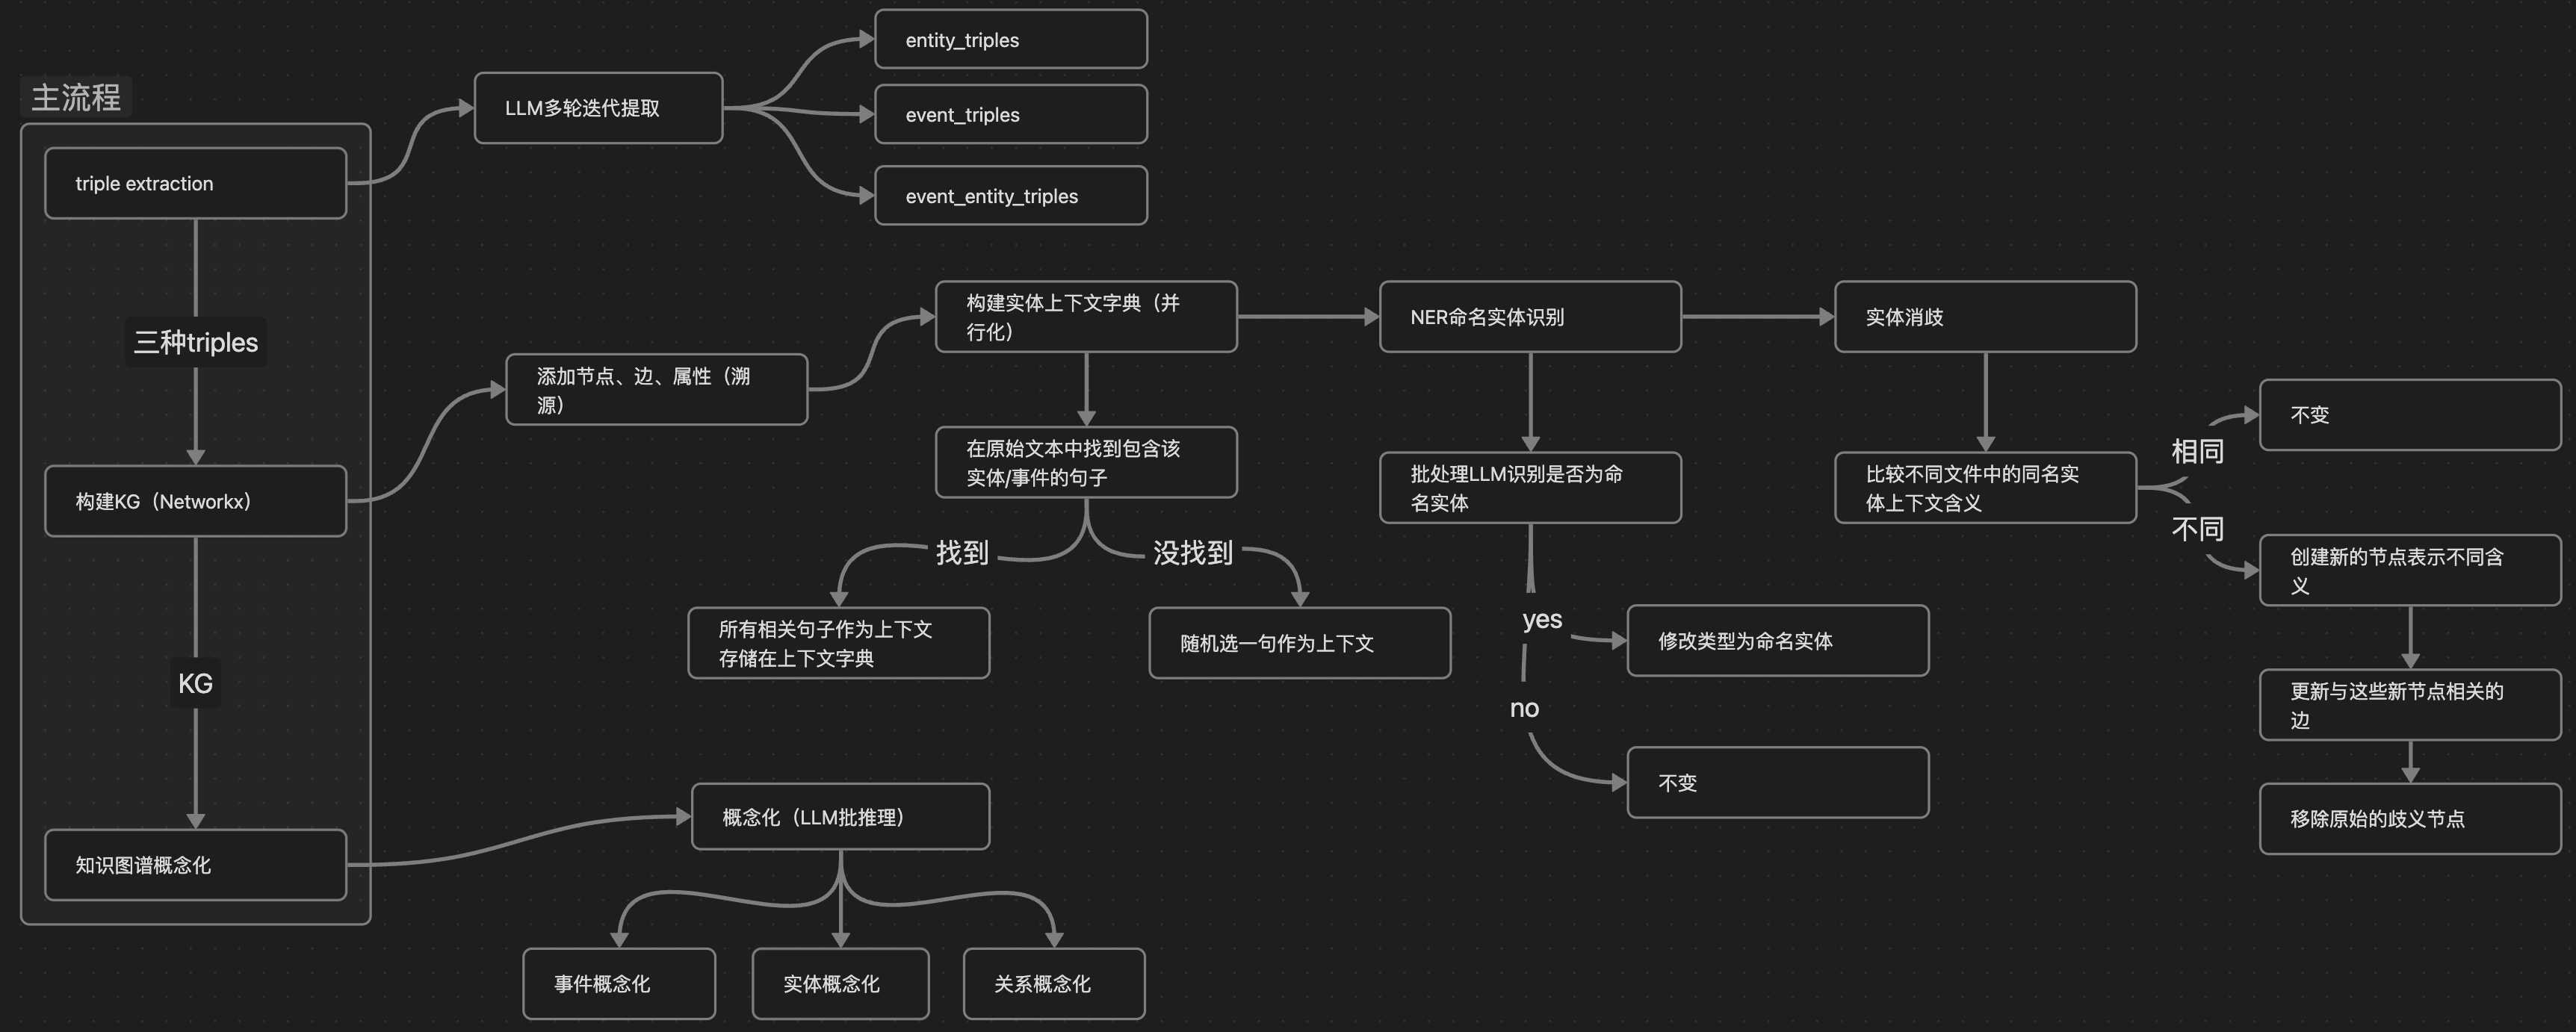 主流程
triple extraction
三种triples
构建KG（Networkx）
KG
知识图谱概念化
LLM多轮迭代提取
entity_triples
event_triples
event_entity_triples
添加节点、边、属性（溯
源）
构建实体上下文字典（并
行化）
在原始文本中找到包含该
实体/事件的句子
找到
没找到
所有相关句子作为上下文
存储在上下文字典
随机选一句作为上下文
NER命名实体识别
批处理LLM识别是否为命
名实体
yes
修改类型为命名实体
no
不变
实体消歧
比较不同文件中的同名实
体上下文含义
相同
不变
不同
创建新的节点表示不同含
义
更新与这些新节点相关的
边
移除原始的歧义节点
概念化（LLM批推理）
事件概念化
实体概念化
关系概念化